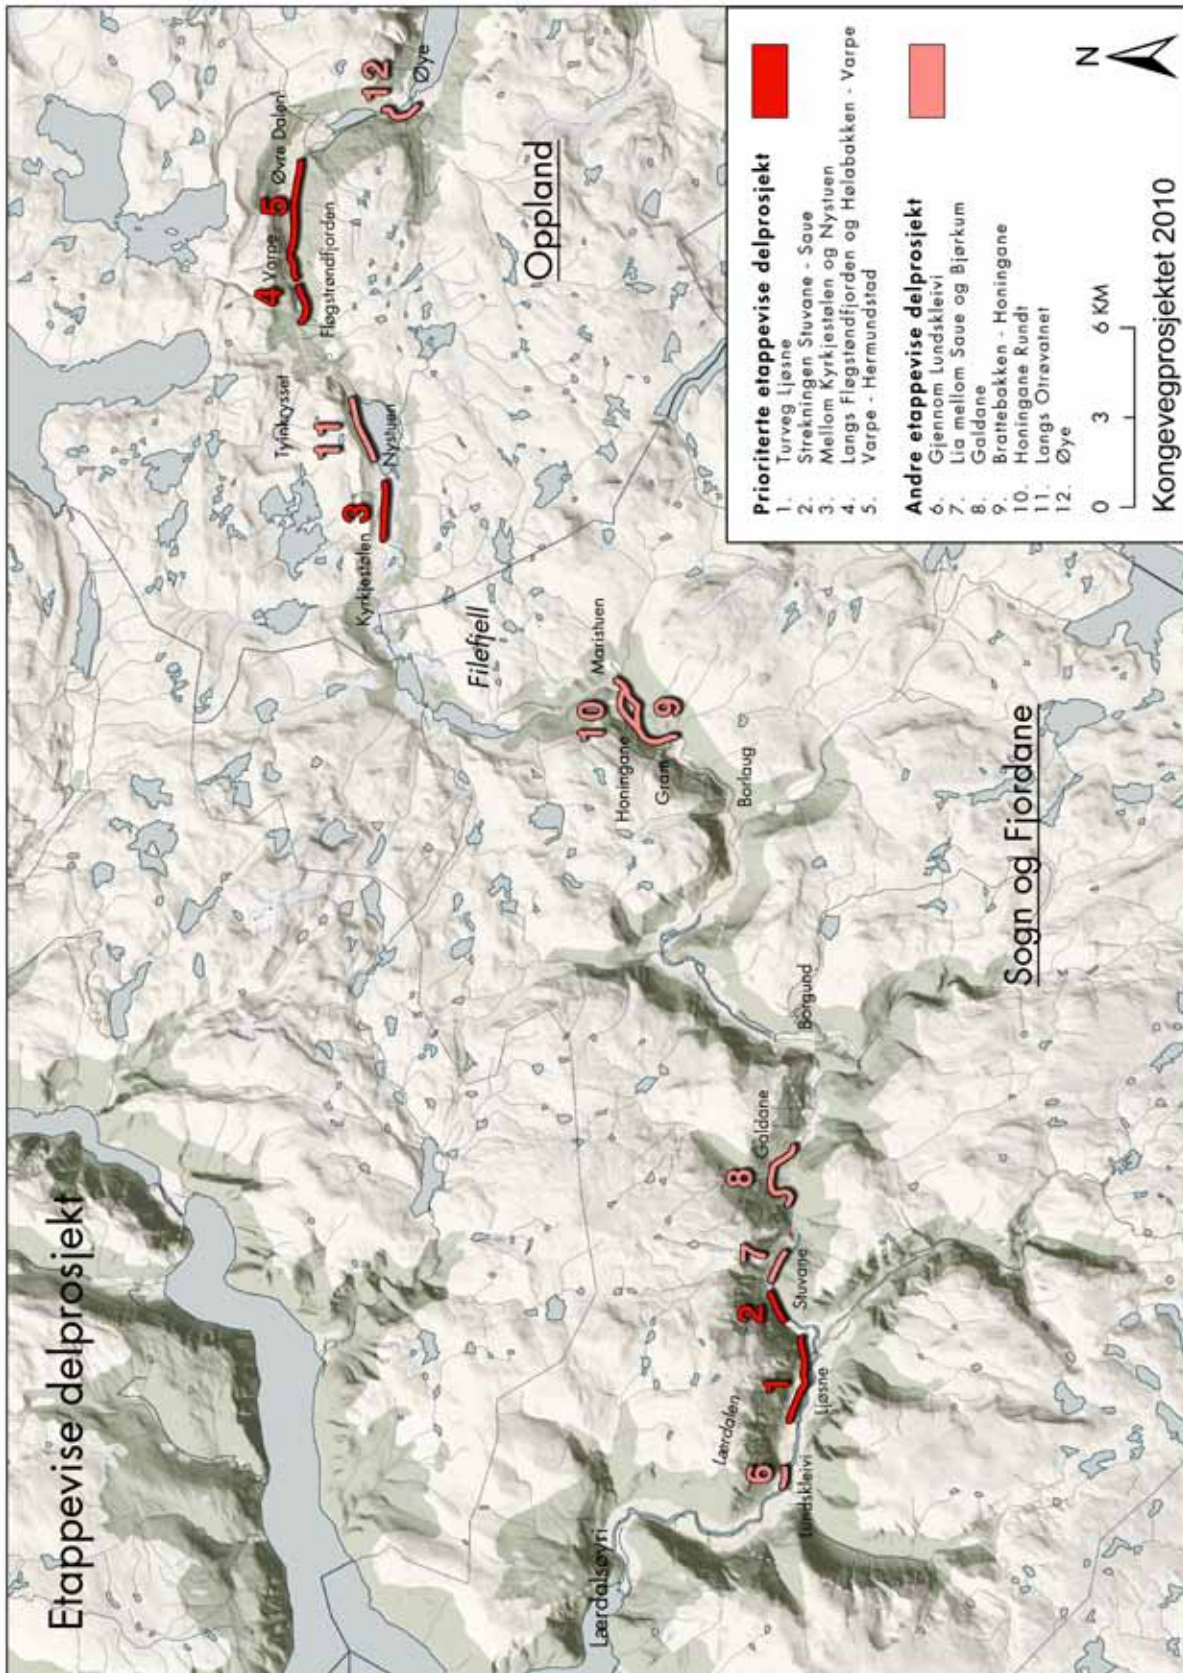 Etappevise delprosjekt
Lærdalsøyri
Lærdalen
6
Lundskleivi
1
Ljøsne
2
Stuvane
7
8
Galdane
Borgund
Borlaug
Sogn og Fjordane
10
Honingane
Gram
9
Maristuen
Filefjell
Kyrkjestølen
3
Nystuen
11
Tyinkrysset
4
Varpe
5
Øvre Dalen
Fløgstrøndfjorden
12
Øye
Oppland
Prioriterte etappevise delprosjekt
1. Turveg Ljøsne
2. Strekningen Stuvane - Saue
3. Mellom Kyrkjestølen og Nystuen
4. Langs Fløgstøndfjorden og Hølabakken - Varpe
5. Varpe - Hermundstad
Andre etappevise delprosjekt
6. Gjennom Lundskleivi
7. Lia mellom Saue og Bjørkum
8. Galdane
9. Brattebakken - Honingane
10. Honingane Rundt
11. Langs Otrøvatnet
12. Øye
0 3 6 KM
N
Kongevegprosjektet 2010